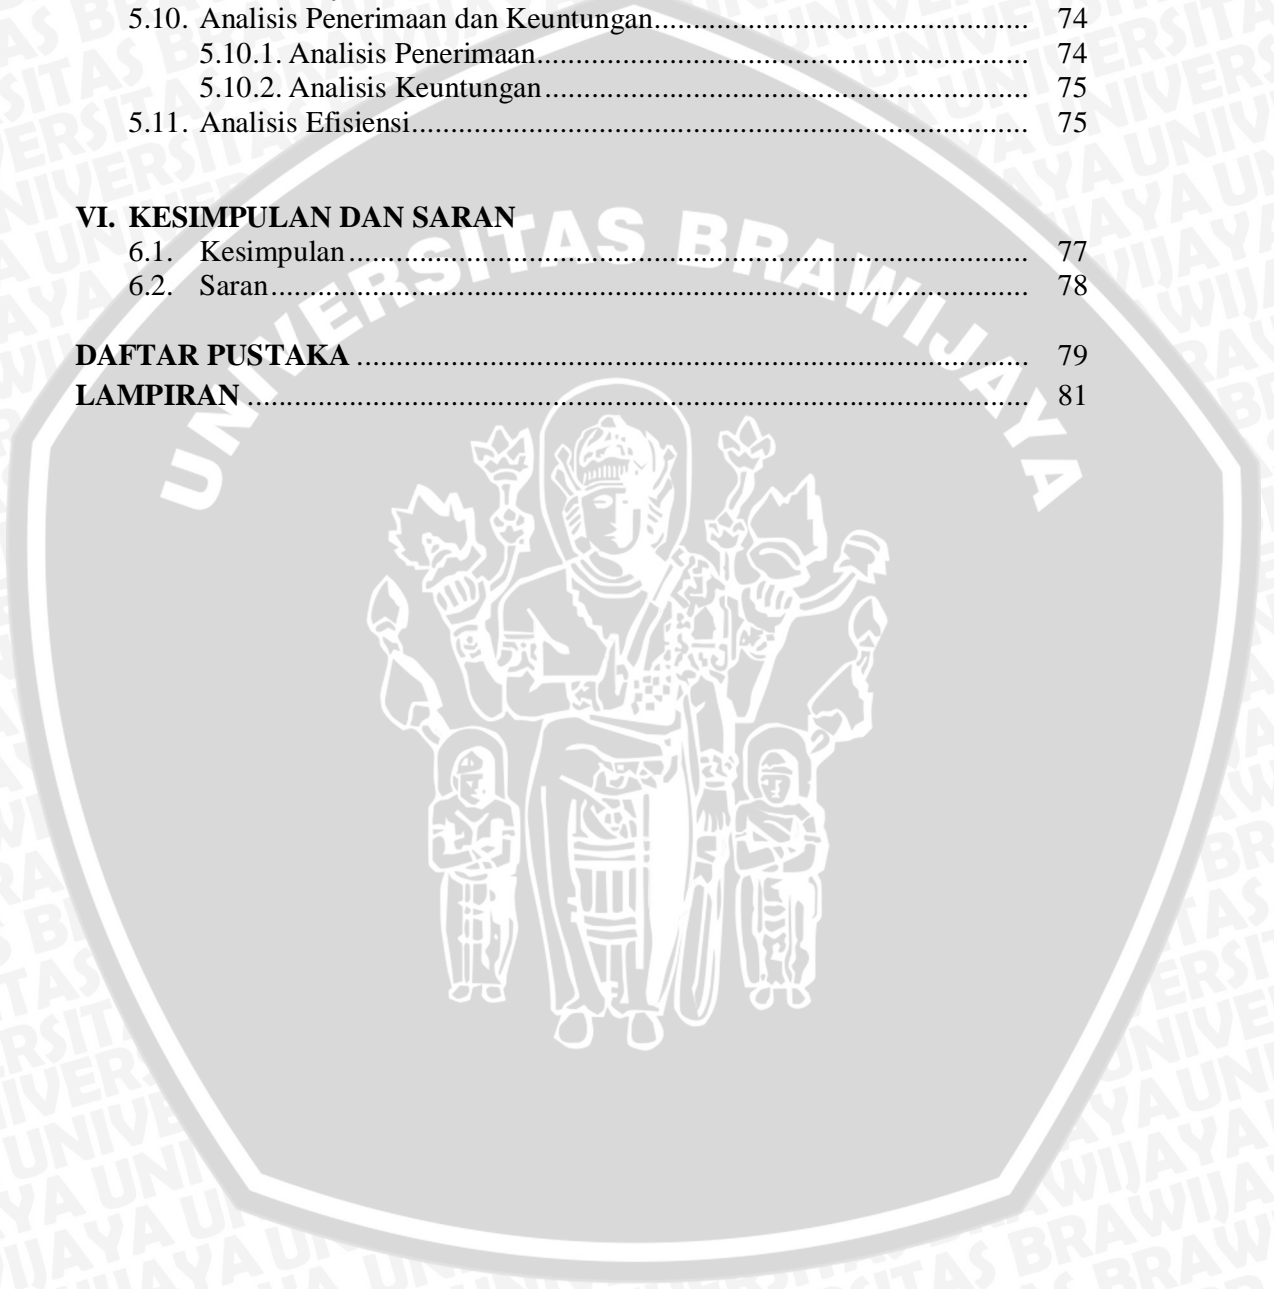 5.10. Analisis Penerimaan dan Keuntungan................................................ 74
5.10.1. Analisis Penerimaan............................................................... 74
5.10.2. Analisis Keuntungan.............................................................. 75
5.11. Analisis Efisiensi............................................................................... 75
VI. KESIMPULAN DAN SARAN
6.1. Kesimpulan....................................................................................... 77
6.2. Saran................................................................................................. 78
DAFTAR PUSTAKA ...................................................................................... 79
LAMPIRAN .................................................................................................... 81
UNIVERSITAS BRAWIJAYA